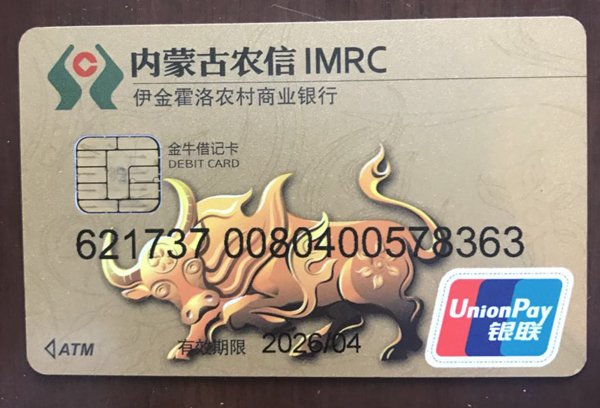 内蒙古农信 IMRC
伊金霍洛农村商业银行
金牛借记卡
DEBIT CARD
621737 0080400578363
UnionPay
银联
ATM
有效期限 2026/04